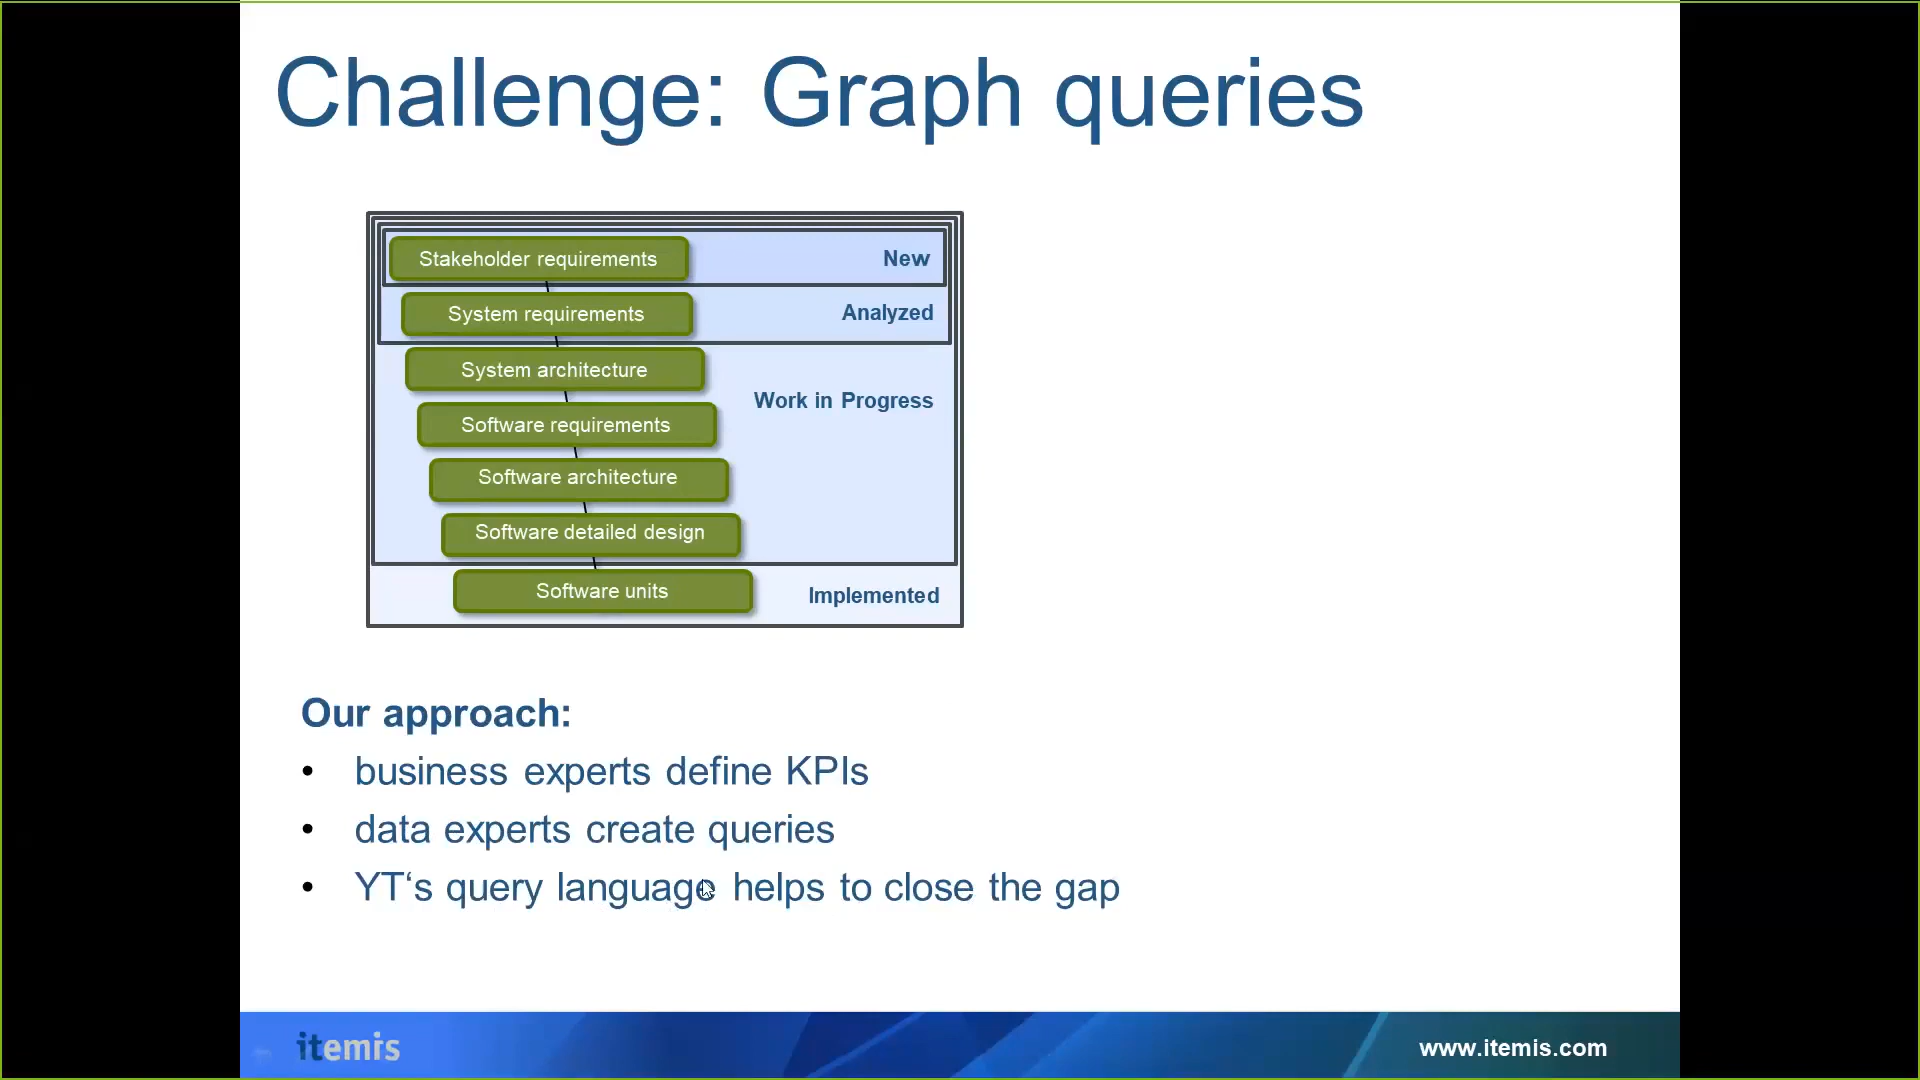 Challenge: Graph queries
Stakeholder requirements
New
System requirements
Analyzed
System architecture
Work in Progress
Software requirements
Software architecture
Software detailed design
Software units
Implemented
Our approach:
• business experts define KPIs
• data experts create queries
• YT‘s query language helps to close the gap
itemis
www.itemis.com